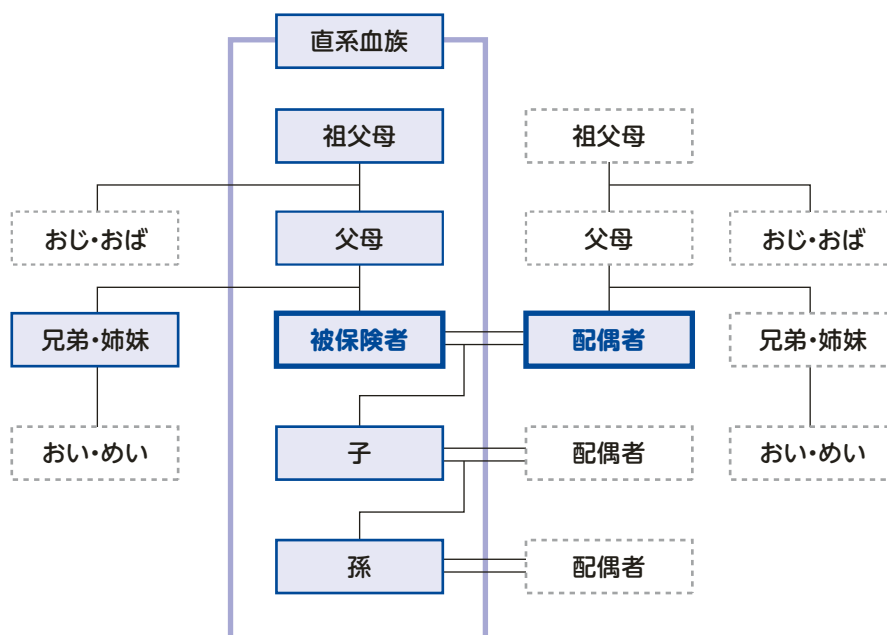 直系血族
祖父母
祖父母
おじ・おば
父母
父母
おじ・おば
兄弟・姉妹
被保険者
配偶者
兄弟・姉妹
おい・めい
子
配偶者
おい・めい
孫
配偶者